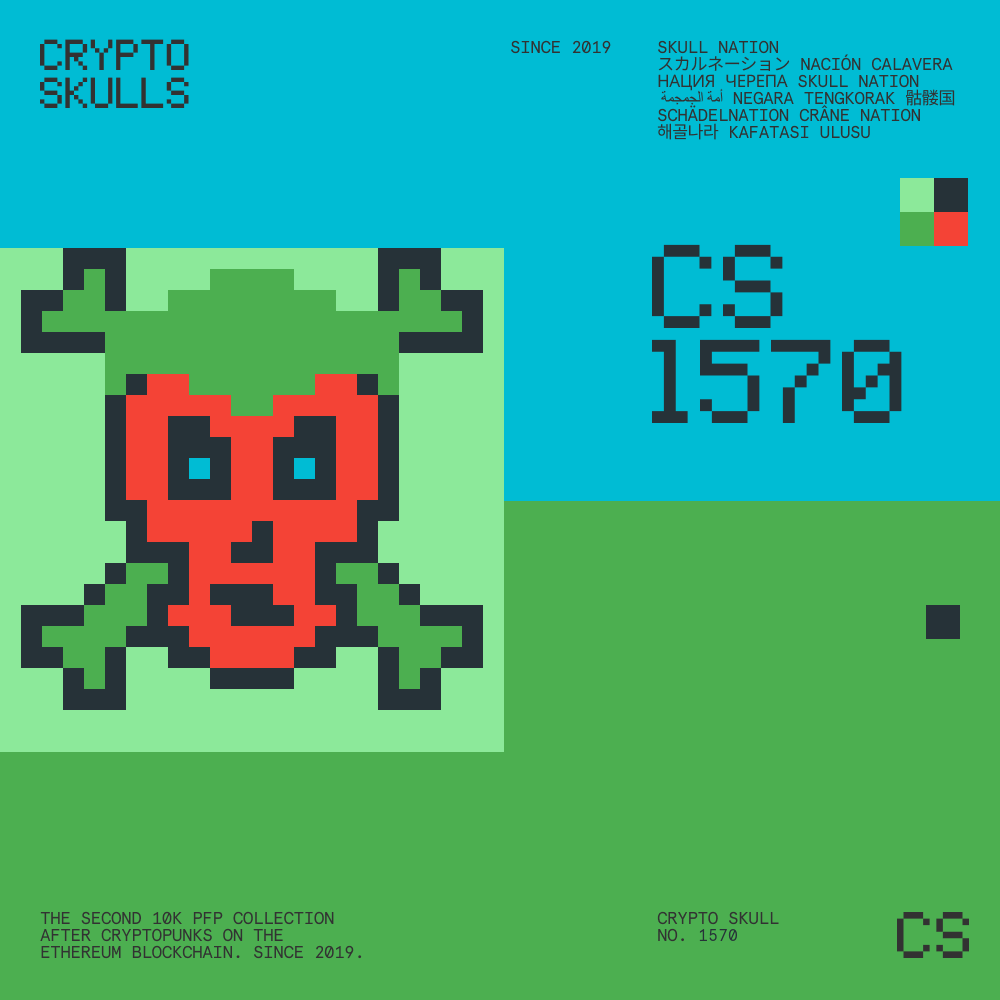 CRYPTO
SKULLS
SINCE 2019
SKULL NATION
スカルネーション NACIÓN CALAVERA
НАЦИЯ ЧЕРЕПА SKULL NATION
أمة الجمجمة NEGARA TENGKORAK 骷髅国
SCHÄDELNATION CRÂNE NATION
해골나라 KAFATASI ULUSU
CS
1570
THE SECOND 10K PFP COLLECTION
AFTER CRYPTOPUNKS ON THE
ETHEREUM BLOCKCHAIN. SINCE 2019.
CRYPTO SKULL
NO. 1570
CS